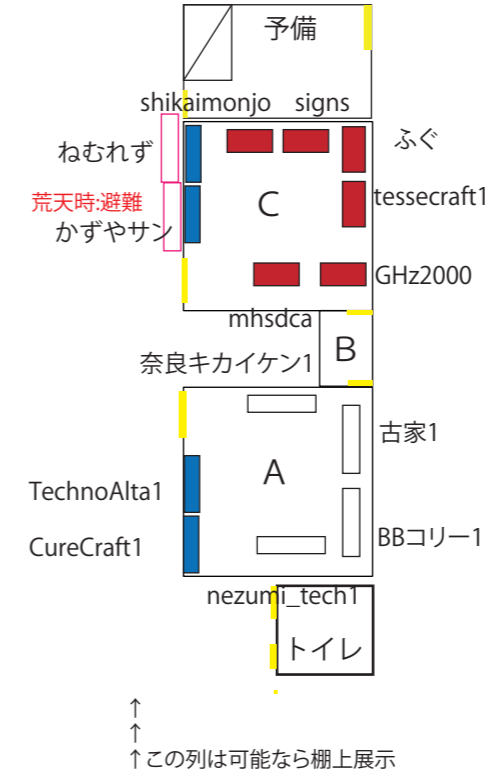 予備
shikaimonjo signs
ねむれず
ふぐ
荒天時:避難
tessecraft1
C
かずやサン
GHz2000
mhsdca
B
奈良キカイケン1
古家1
A
TechnoAlta1
BBコリー1
CureCraft1
nezumi_tech1
トイレ
↑
↑
↑この列は可能なら棚上展示